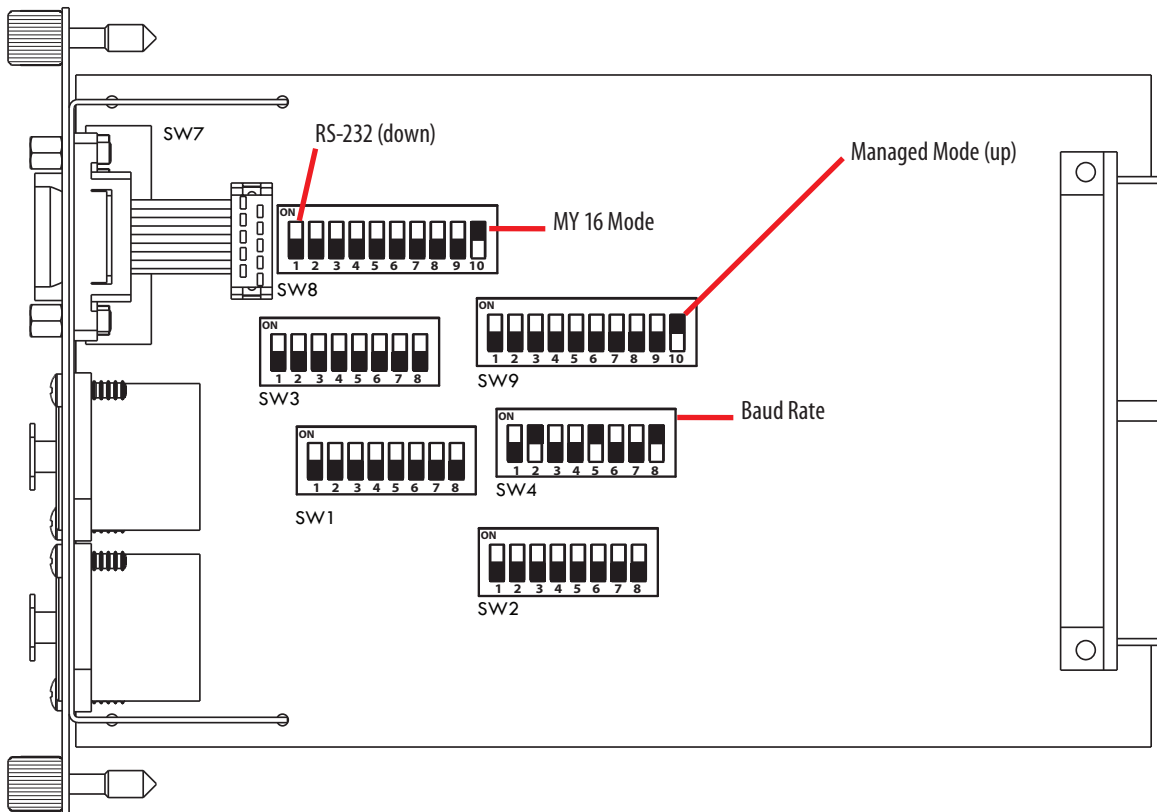 SW7
RS-232 (down)
Managed Mode (up)
MY 16 Mode
ON
1 2 3 4 5 6 7 8 9 10
SW8
ON
1 2 3 4 5 6 7 8 9 10
SW9
ON
1 2 3 4 5 6 7 8
SW3
Baud Rate
ON
1 2 3 4 5 6 7 8
SW4
ON
1 2 3 4 5 6 7 8
SW1
ON
1 2 3 4 5 6 7 8
SW2